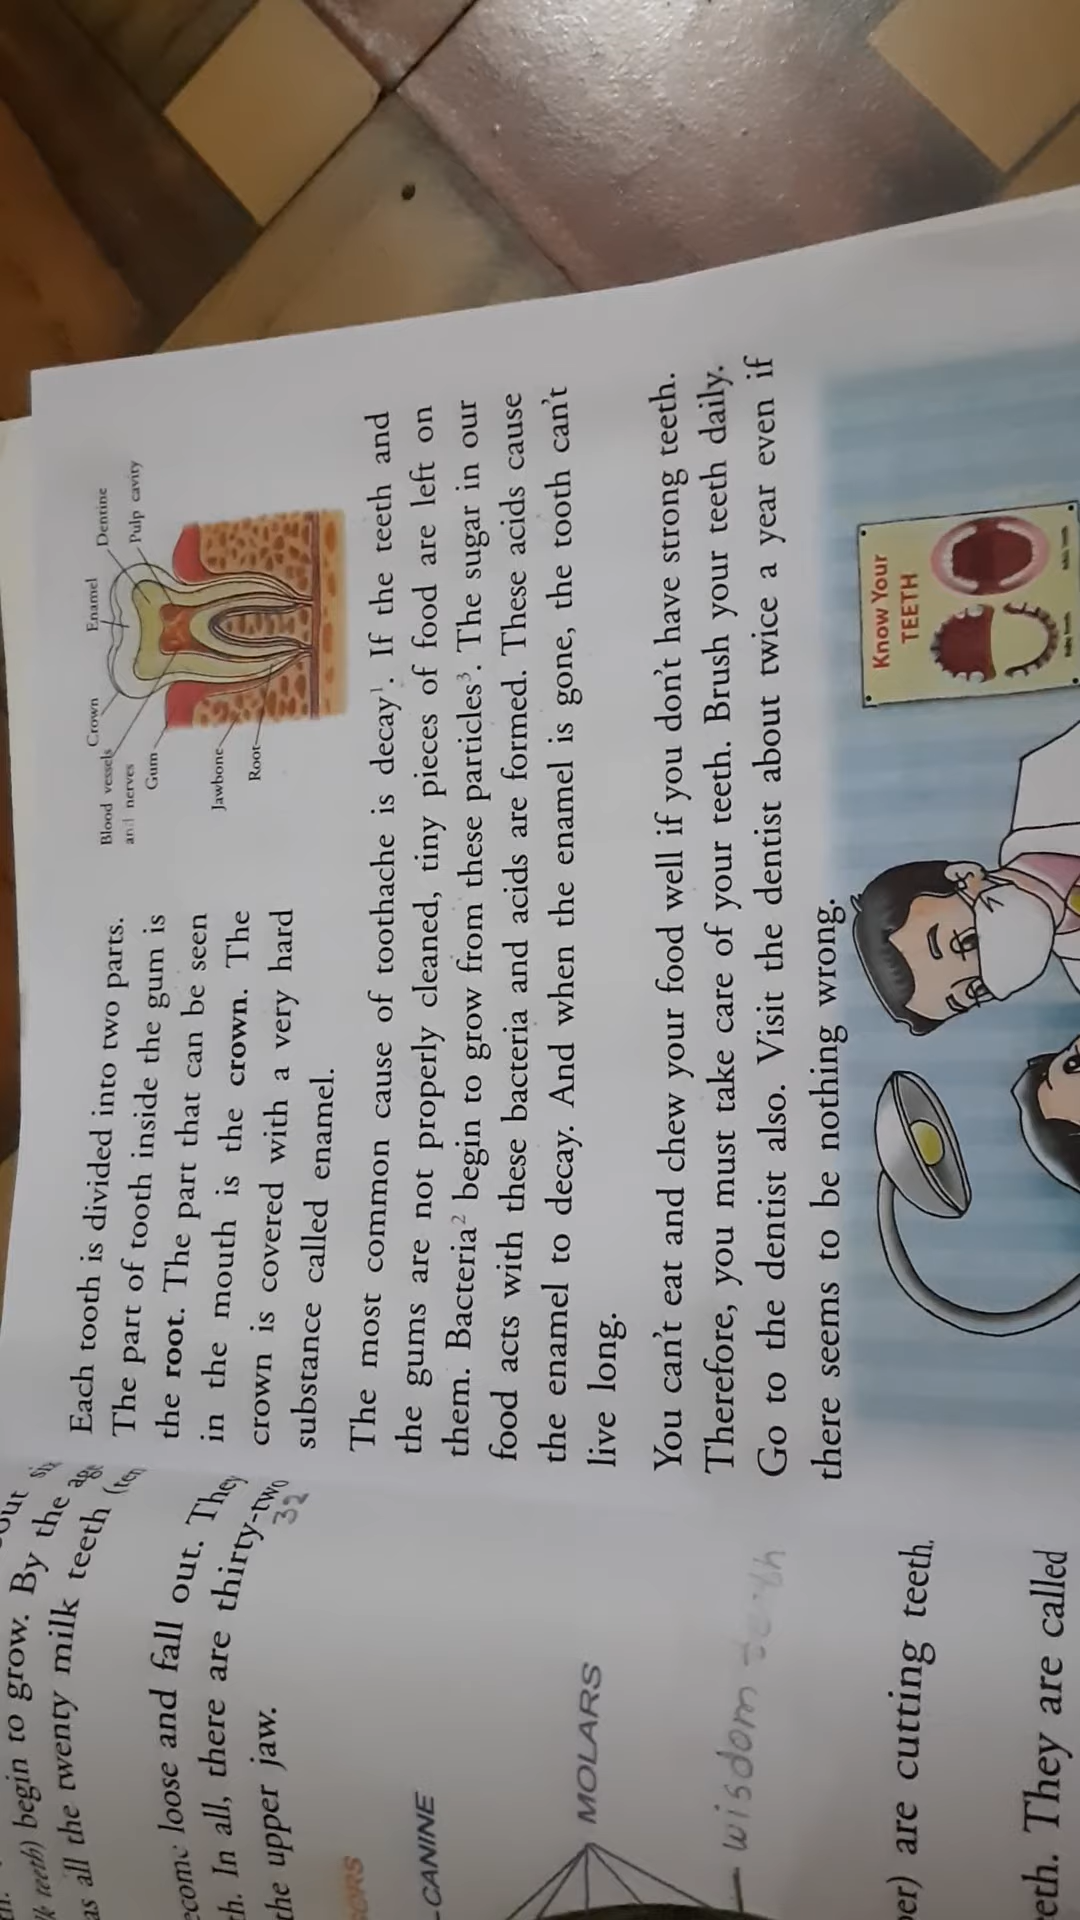 begin to grow. By the
as all the twenty milk teeth
loose and fall out. They
th. In all, there are thirty-two
32
the upper jaw.
CANINE
MOLARS
wisdom
are cutting teeth.
They are called
Each tooth is divided into two parts.
The part of tooth inside the gum is
the root. The part that can be seen
in the mouth is the crown. The
crown is covered with a very hard
substance called enamel.
Crown
Enamel
Dentine
Blood vessels
and nerves
Pulp cavity
Gum
Jawbone
Root
The most common cause of toothache is decay¹. If the teeth and
the gums are not properly cleaned, tiny pieces of food are left on
them. Bacteria² begin to grow from these particles³. The sugar in our
food acts with these bacteria and acids are formed. These acids cause
the enamel to decay. And when the enamel is gone, the tooth can't
live long.
You can't eat and chew your food well if you don't have strong teeth.
Therefore, you must take care of your teeth. Brush your teeth daily.
Go to the dentist also. Visit the dentist about twice a year even if
there seems to be nothing wrong.
Know Your
TEETH